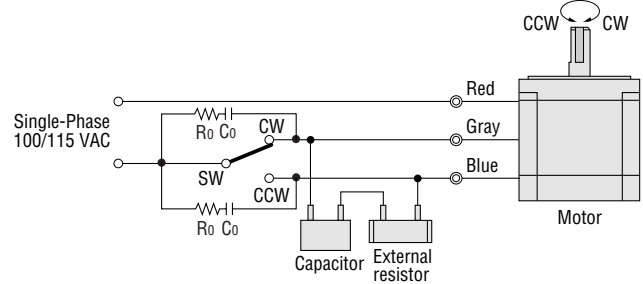 CCW CW
Red
Single-Phase
100/115 VAC
R0 C0
CW
Gray
SW
CCW
Blue
R0 C0
Motor
Capacitor
External
resistor